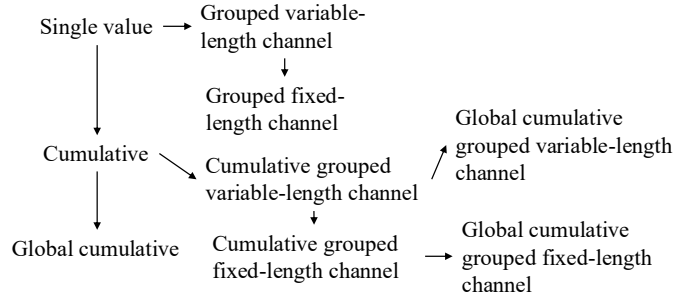 Single value
Grouped variable-
length channel
Grouped fixed-
length channel
Cumulative
Cumulative grouped
variable-length channel
Global cumulative
grouped variable-length
channel
Global cumulative
Cumulative grouped
fixed-length channel
Global cumulative
grouped fixed-length
channel